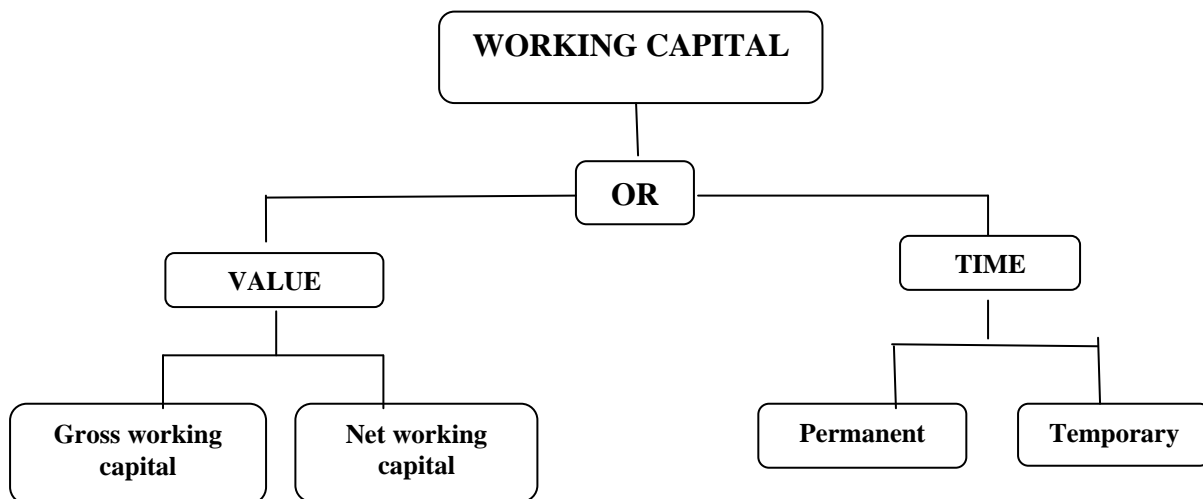 WORKING CAPITAL
OR
VALUE
TIME
Gross working
capital
Net working
capital
Permanent
Temporary